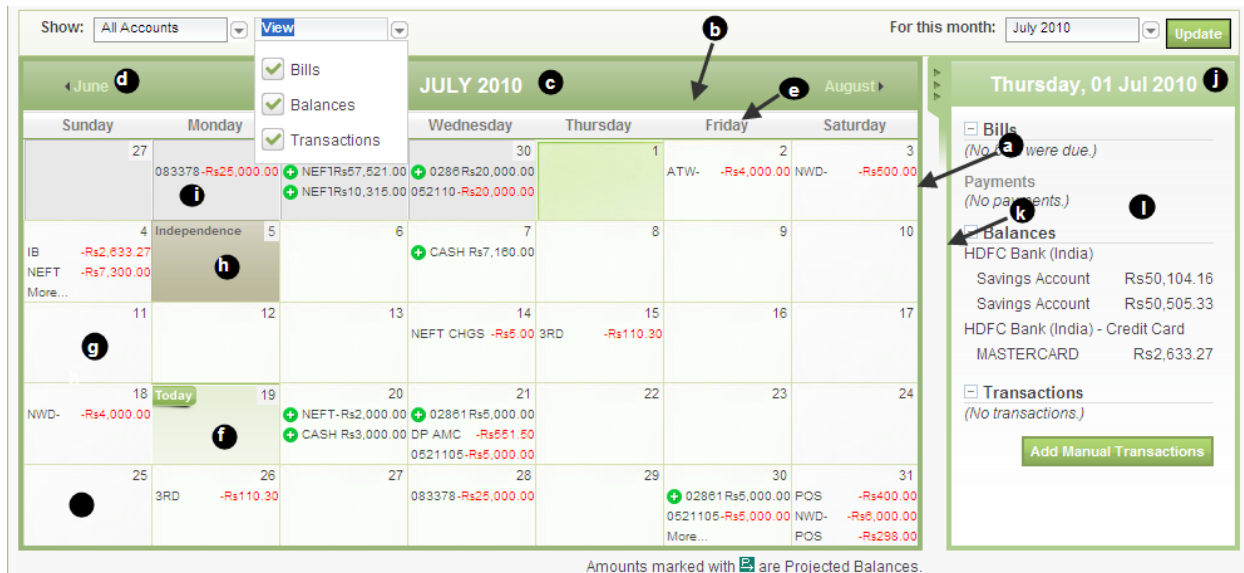 Show: All Accounts View For this month: July 2010 Update
Bills
Balances
Transactions
b
June d JULY 2010 c e August
Sunday Monday Wednesday Thursday Friday Saturday
27 30 1 2 3
083378 -Rs25,000.00 Rs57,521.00 0286 Rs20,000.00 ATW- -Rs4,000.00 NWD- -Rs500.00
i Rs10,315.00 052110 -Rs20,000.00
4 Independence 5 6 7 8 9 10
IB -Rs2,633.27 CASH Rs7,160.00
NEFT -Rs7,300.00 h
More...
11 12 13 14 15 16 17
NEFT CHGS -Rs5.00 3RD -Rs110.30
g
18 Today 19 20 21 22 23 24
NWD- -Rs4,000.00 NEFT-Rs2,000.00 02861 Rs5,000.00
f CASH Rs3,000.00 DP AMC -Rs551.50
0521105-Rs5,000.00
25 26 27 28 29 30 31
3RD -Rs110.30 083378-Rs25,000.00 02861 Rs5,000.00 POS -Rs400.00
0521105-Rs5,000.00 NWD- -Rs6,000.00
More... POS -Rs298.00
Thursday, 01 Jul 2010 j
Bills
(No were due.) a
Payments
(No payments.) k l
Balances
HDFC Bank (India)
Savings Account Rs50,104.16
Savings Account Rs50,505.33
HDFC Bank (India) - Credit Card
MASTERCARD Rs2,633.27
Transactions
(No transactions.)
Add Manual Transactions
Amounts marked with are Projected Balances.